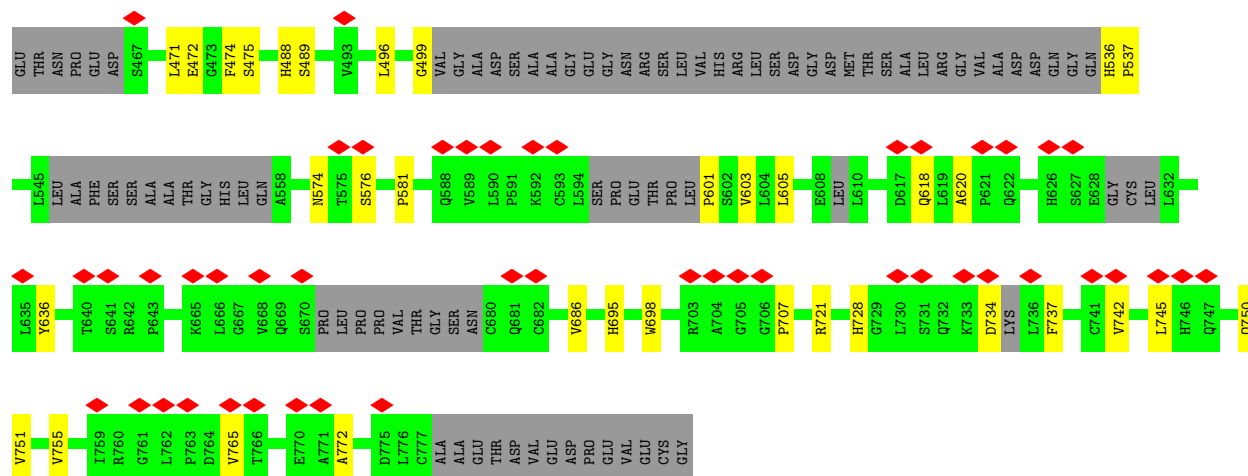 GLU THR ASN PRO GLU ASP S467 L471 E472 G473 F474 S475 H488 S489 V493 L496 G499 VAL GLY ALA ASP SER ALA ALA GLY GLU GLY ASN ARG SER LEU VAL HIS ARG LEU SER ASP GLY ASP MET THR SER ALA LEU ARG GLY VAL ALA ASP ASP GLN GLY GLN H536 P537
L545 LEU ALA PHE SER SER ALA ALA THR GLY HIS LEU GLN A558 N574 T575 S576 P581 Q588 V589 L590 P591 K592 C593 L594 SER PRO GLU THR PRO LEU P601 S602 V603 L604 L605 E608 LEU L610 D617 Q618 L619 A620 P621 Q622 H626 S627 E628 GLY CYS LEU L632
L635 Y636 T640 S641 R642 P643 K665 L666 G667 V668 Q669 S670 PRO LEU PRO PRO VAL THR GLY SER ASN C680 Q681 C682 V686 H695 W698 R703 A704 G705 G706 P707 R721 H728 G729 L730 S731 Q732 K733 D734 LYS L736 F737 C741 V742 L745 H746 Q747 Q750
V751 V755 I759 R760 G761 L762 P763 D764 V765 T766 E770 A771 A772 D775 L776 C777 ALA ALA GLU THR ASP VAL GLU ASP PRO GLU VAL GLU CYS GLY